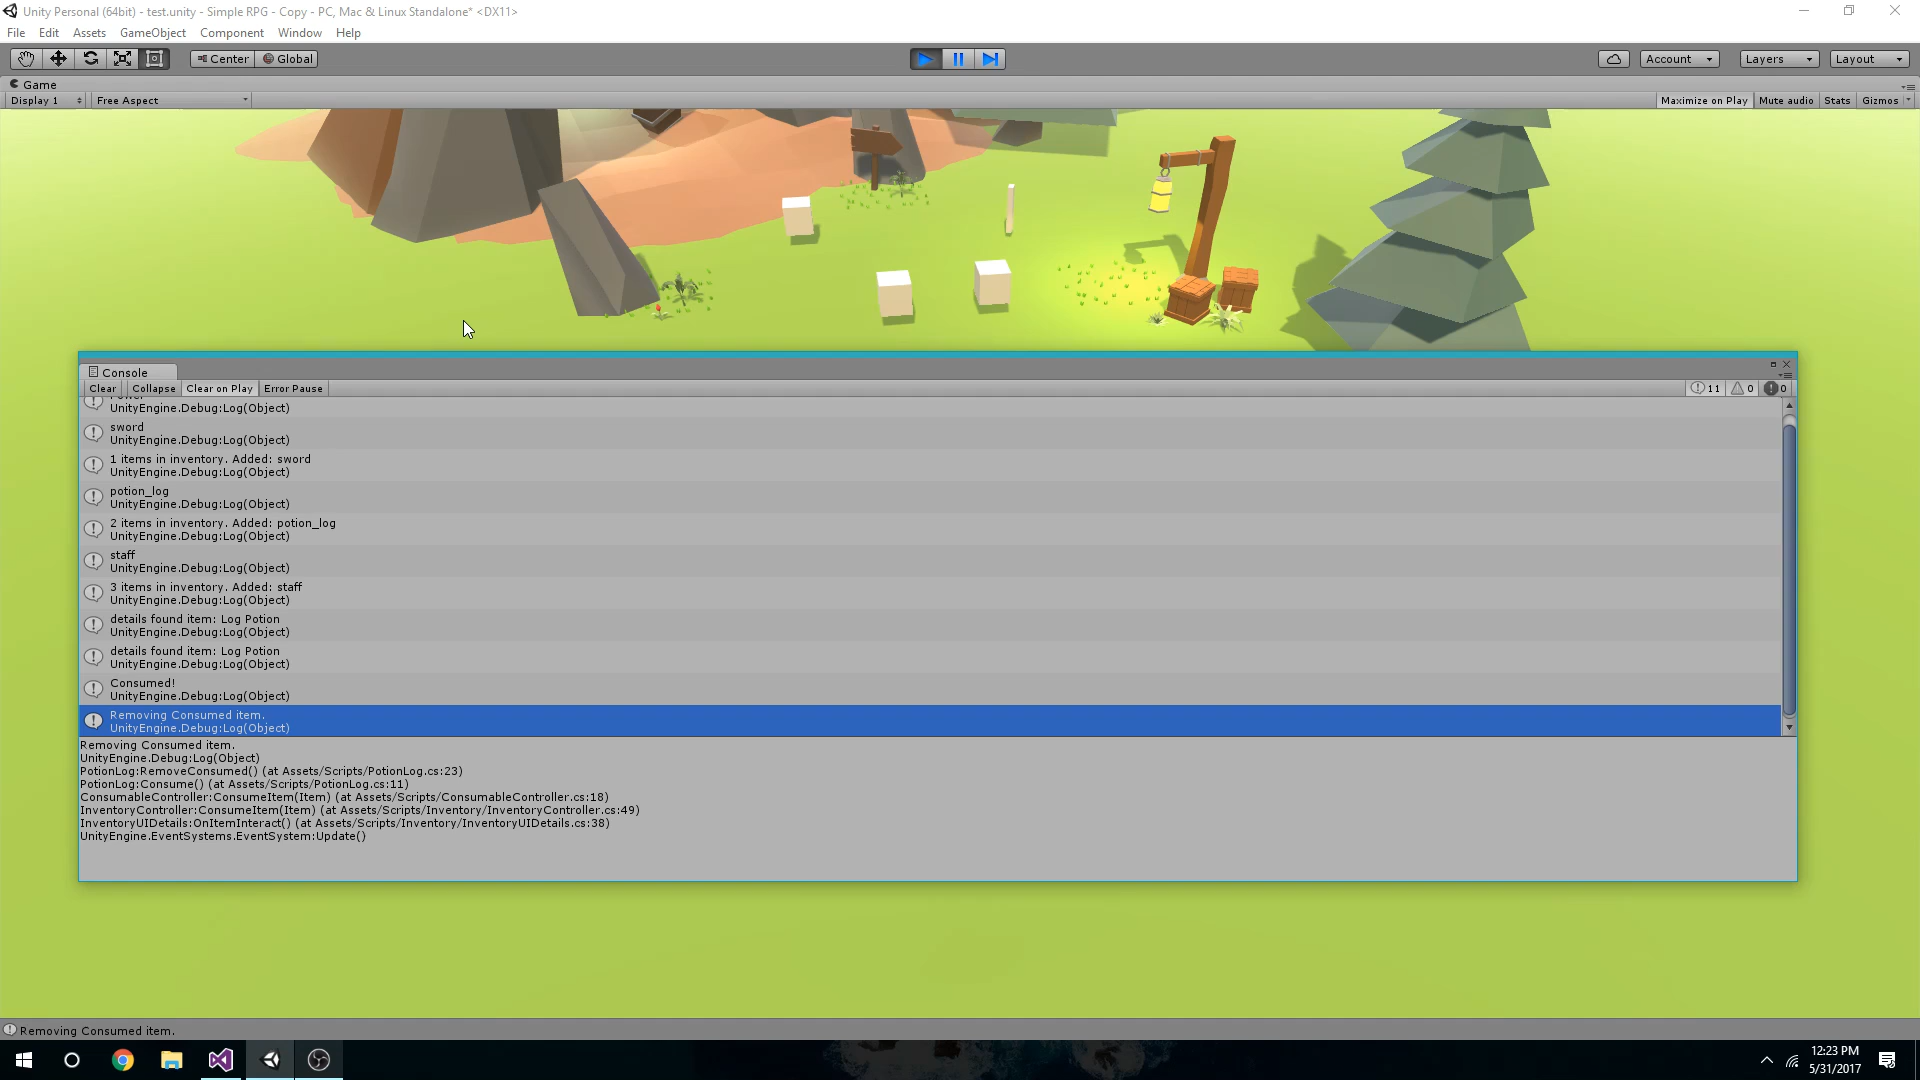 Unity Personal (64bit) - test.unity - Simple RPG - Copy - PC, Mac & Linux Standalone* <DX11>
File Edit Assets GameObject Component Window Help
Center Global Account Layers Layout
Game
Display 1 Free Aspect Maximize on Play Mute audio Stats Gizmos
Console
Clear Collapse Clear on Play Error Pause 11 0 0
UnityEngine.Debug:Log(Object)
sword
UnityEngine.Debug:Log(Object)
1 items in inventory. Added: sword
UnityEngine.Debug:Log(Object)
potion_log
UnityEngine.Debug:Log(Object)
2 items in inventory. Added: potion_log
UnityEngine.Debug:Log(Object)
staff
UnityEngine.Debug:Log(Object)
3 items in inventory. Added: staff
UnityEngine.Debug:Log(Object)
details found item: Log Potion
UnityEngine.Debug:Log(Object)
details found item: Log Potion
UnityEngine.Debug:Log(Object)
Consumed!
UnityEngine.Debug:Log(Object)
Removing Consumed item.
UnityEngine.Debug:Log(Object)
Removing Consumed item.
UnityEngine.Debug:Log(Object)
PotionLog:RemoveConsumed() (at Assets/Scripts/PotionLog.cs:23)
PotionLog:Consume() (at Assets/Scripts/PotionLog.cs:11)
ConsumableController:ConsumeItem(Item) (at Assets/Scripts/ConsumableController.cs:18)
InventoryController:ConsumeItem(Item) (at Assets/Scripts/Inventory/InventoryController.cs:49)
InventoryUIDetails:OnItemInteract() (at Assets/Scripts/Inventory/InventoryUIDetails.cs:38)
UnityEngine.EventSystems.EventSystem:Update()
Removing Consumed item.
12:23 PM
5/31/2017